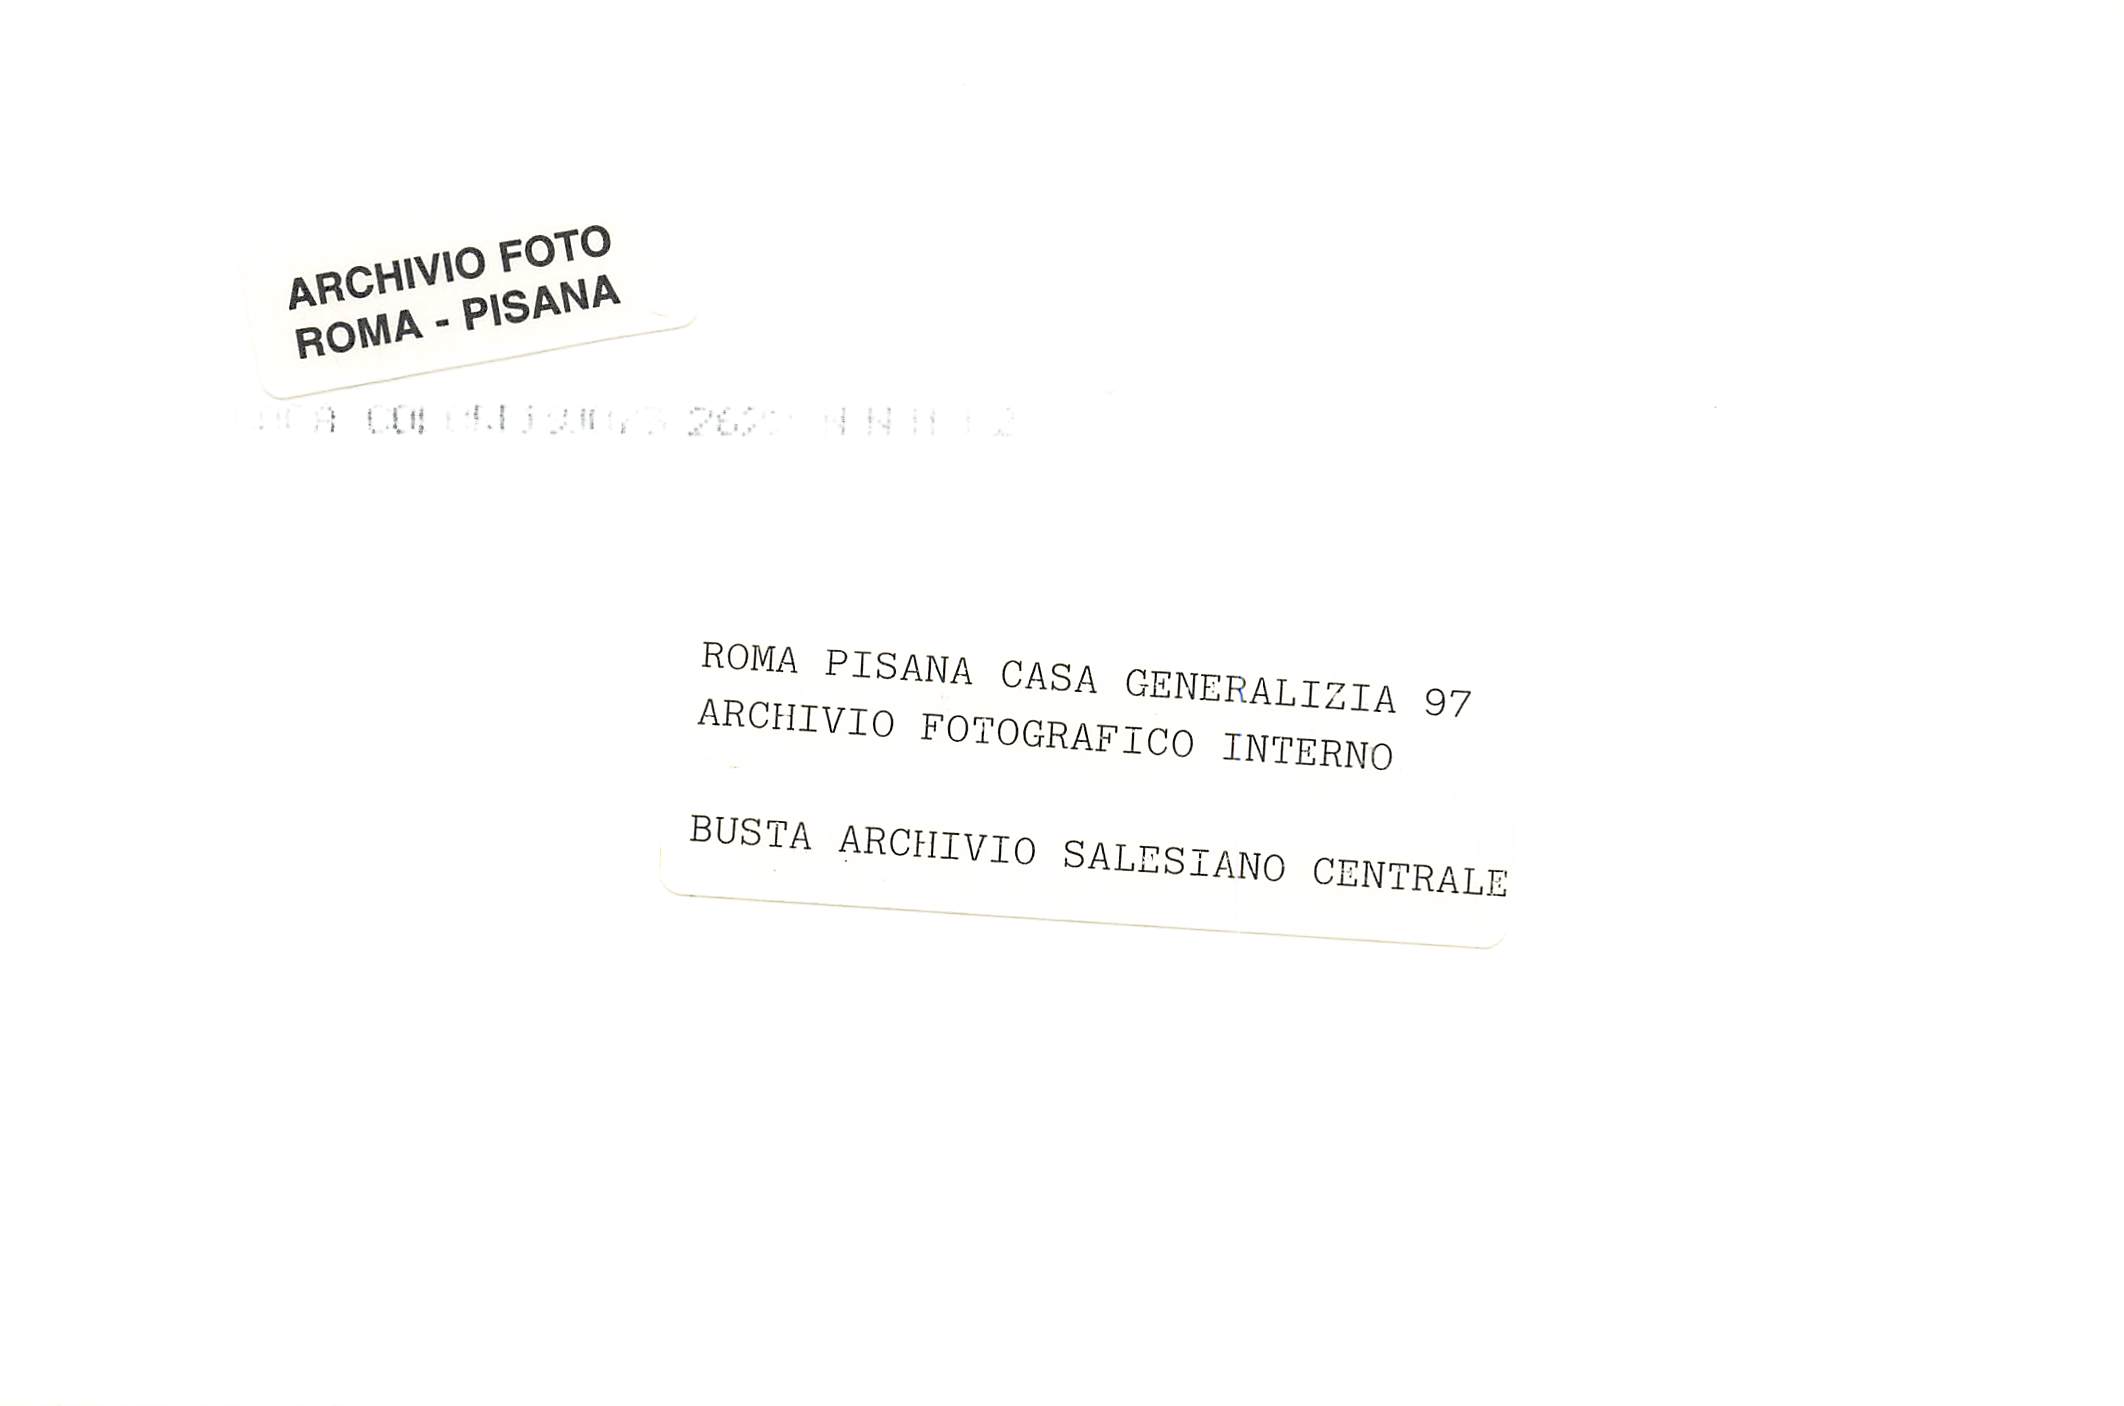 ARCHIVIO FOTO
ROMA - PISANA
ROMA PISANA CASA GENERALIZIA 97
ARCHIVIO FOTOGRAFICO INTERNO
BUSTA ARCHIVIO SALESIANO CENTRALE